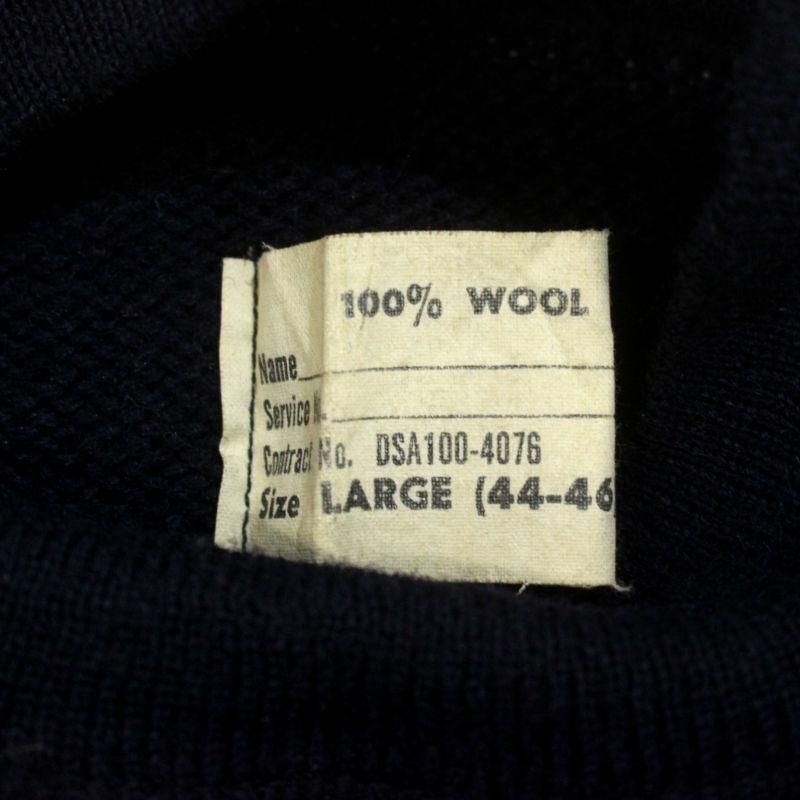 100% WOOL
Name
Service No.
Contract No. DSA100-4076
Size LARGE (44-46